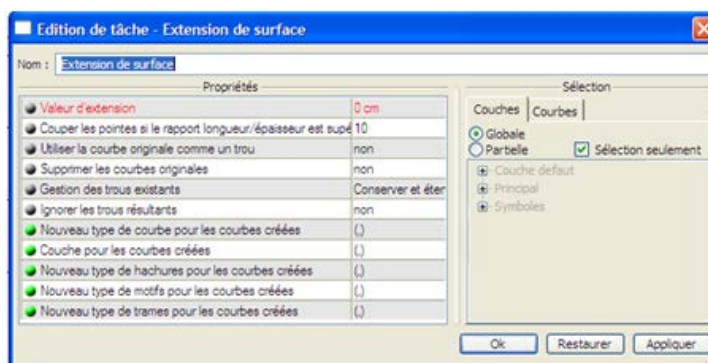 Edition de tâche - Extension de surface
Nom : Extension de surface
Propriétés
Valeur d'extension 0 cm
Couper les pointes si le rapport longueur/épaisseur est supé 10
Utiliser la courbe originale comme un trou non
Supprimer les courbes originales non
Gestion des trous existants Conserver et éter
Ignorer les trous résultants non
Nouveau type de courbe pour les courbes créées (.)
Couche pour les courbes créées (.)
Nouveau type de hachures pour les courbes créées (.)
Nouveau type de motifs pour les courbes créées (.)
Nouveau type de trames pour les courbes créées (.)
Sélection
Couches Courbes
Globale
Partielle Sélection seulement
Couche defaut
Principal
Symboles
Ok Restaurer Appliquer